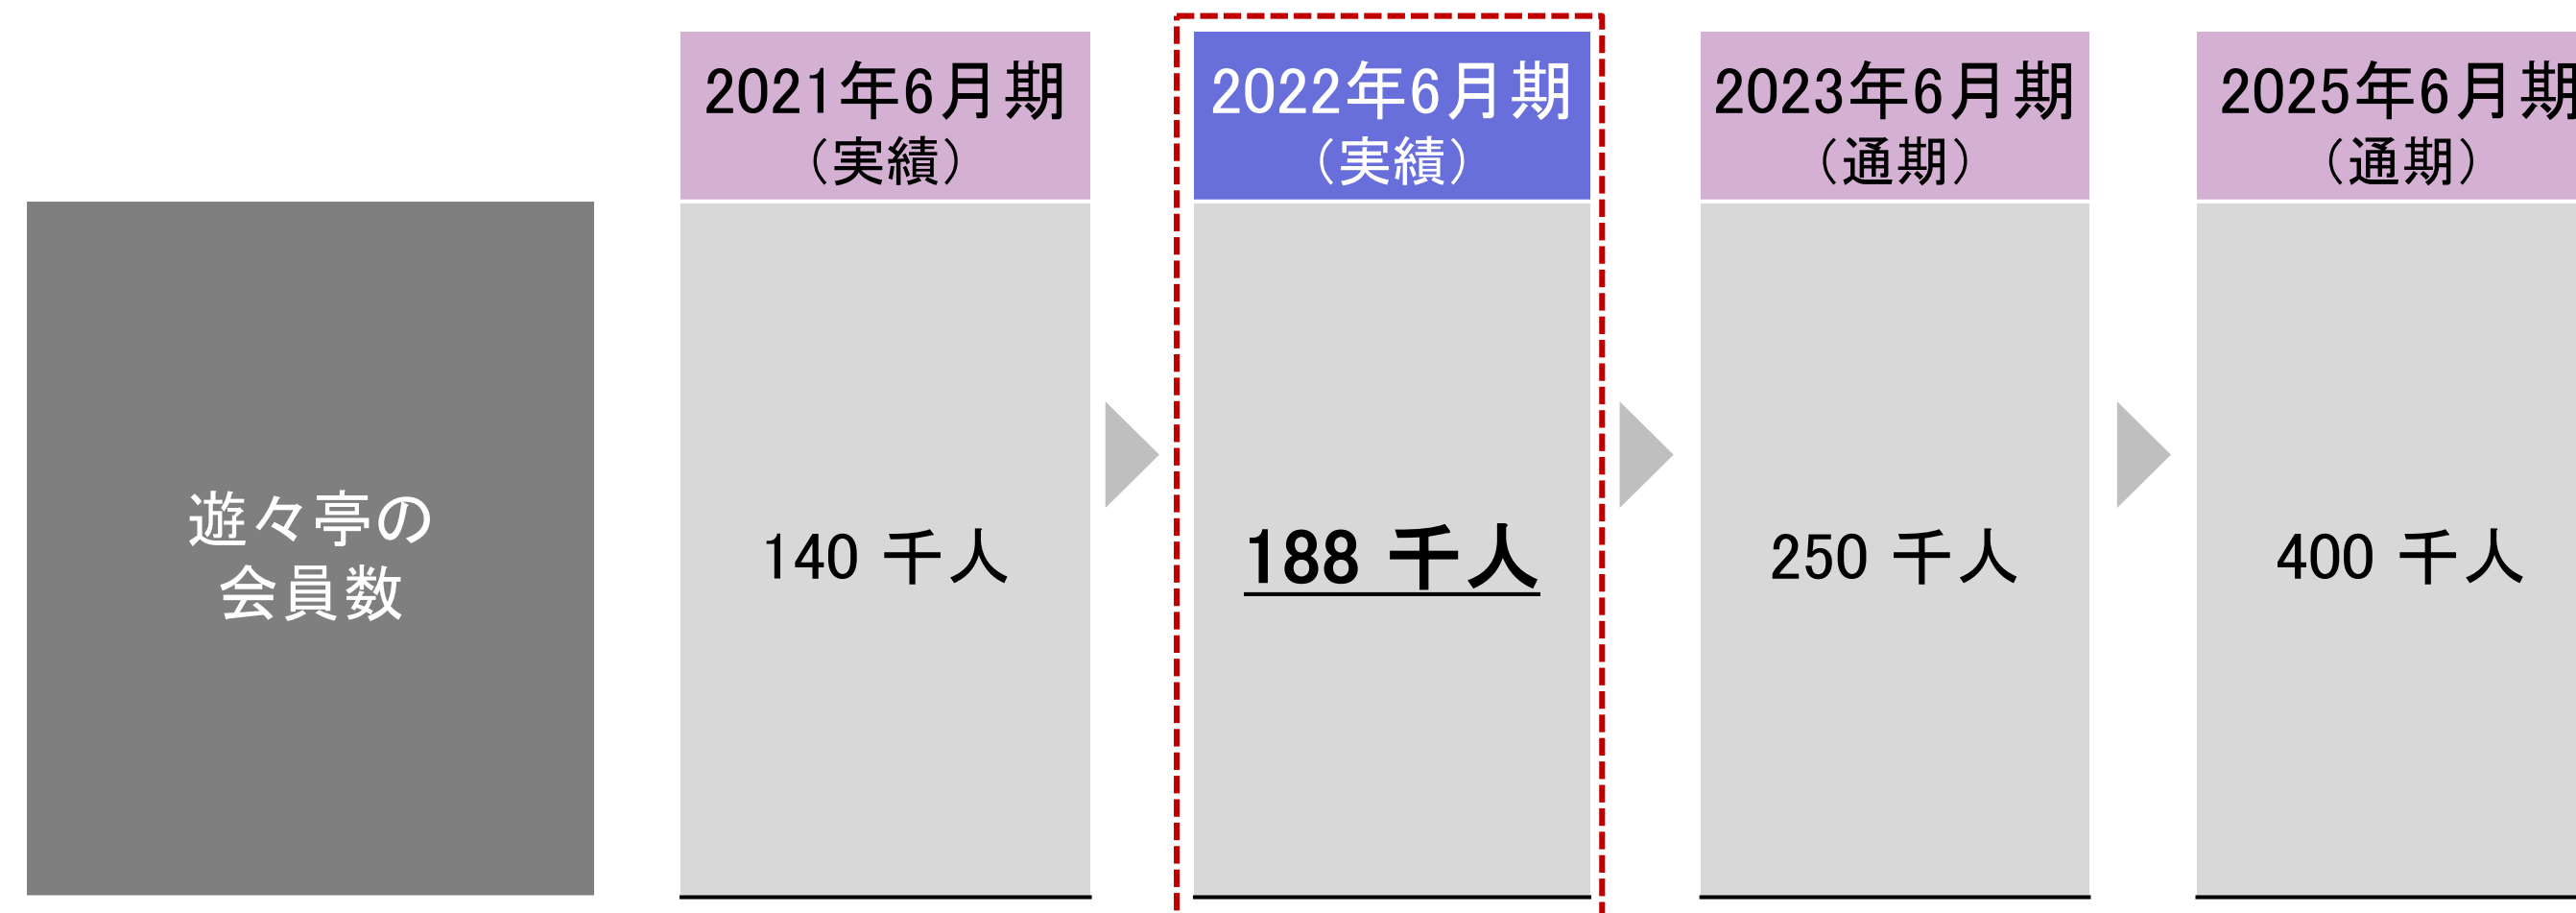 2021年6月期
（実績）
2022年6月期
（実績）
2023年6月期
（通期）
2025年6月期
（通期）
遊々亭の
会員数
140 千人
188 千人
250 千人
400 千人